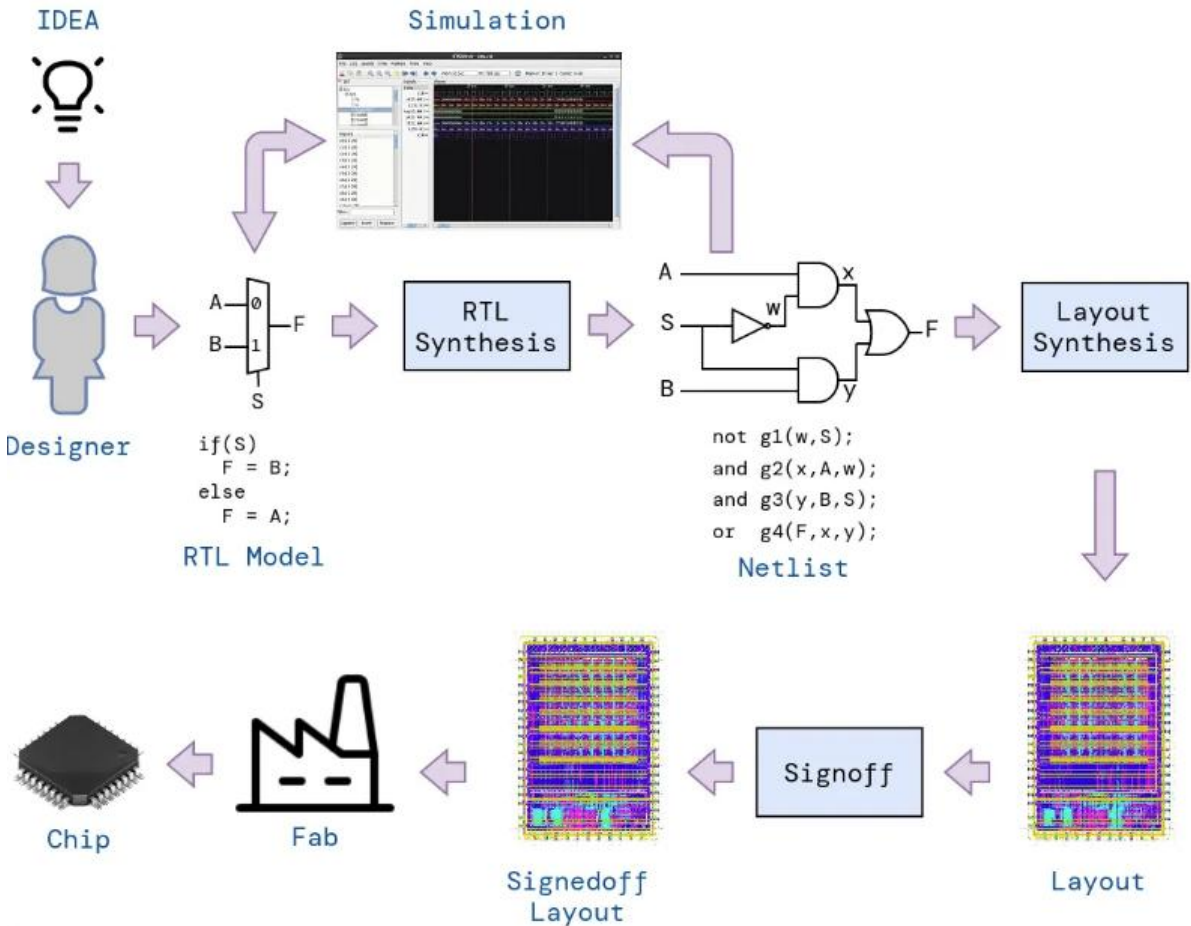 IDEA
Simulation
A
0
F
B
1
S
RTL
Synthesis
A
x
w
S
F
B
y
Layout
Synthesis
Designer
if(S)
F = B;
else
F = A;
RTL Model
not g1(w,S);
and g2(x,A,w);
and g3(y,B,S);
or g4(F,x,y);
Netlist
Signoff
Chip
Fab
Signedoff
Layout
Layout